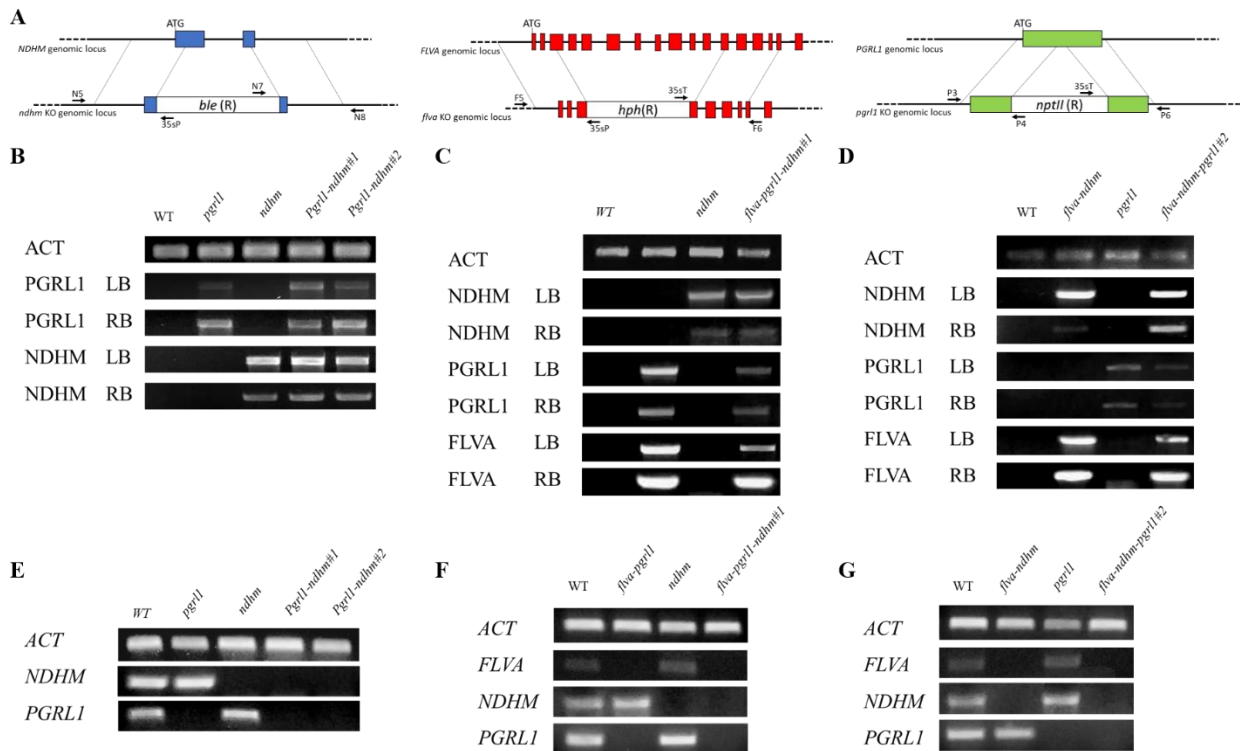 A
ATG
NDHM genomic locus
N5
N7
ble (R)
ndhm KO genomic locus
35sP
N8
ATG
FLVA genomic locus
F5
35sT
hph(R)
flva KO genomic locus
35sP
F6
ATG
PGRL1 genomic locus
P3
35sT
nptII (R)
pgrl1 KO genomic locus
P4
P6
B
WT
pgrl1
ndhm
Pgrl1-ndhm#1
Pgrl1-ndhm#2
ACT
PGRL1 LB
PGRL1 RB
NDHM LB
NDHM RB
C
WT
ndhm
flva-pgrl1-ndhm#1
ACT
NDHM LB
NDHM RB
PGRL1 LB
PGRL1 RB
FLVA LB
FLVA RB
D
WT
flva-ndhm
pgrl1
flva-ndhm-pgrl1#2
ACT
NDHM LB
NDHM RB
PGRL1 LB
PGRL1 RB
FLVA LB
FLVA RB
E
WT
pgrl1
ndhm
Pgrl1-ndhm#1
Pgrl1-ndhm#2
ACT
NDHM
PGRL1
F
WT
flva-pgrl1
ndhm
flva-pgrl1-ndhm#1
ACT
FLVA
NDHM
PGRL1
G
WT
flva-ndhm
pgrl1
flva-ndhm-pgrl1#2
ACT
FLVA
NDHM
PGRL1